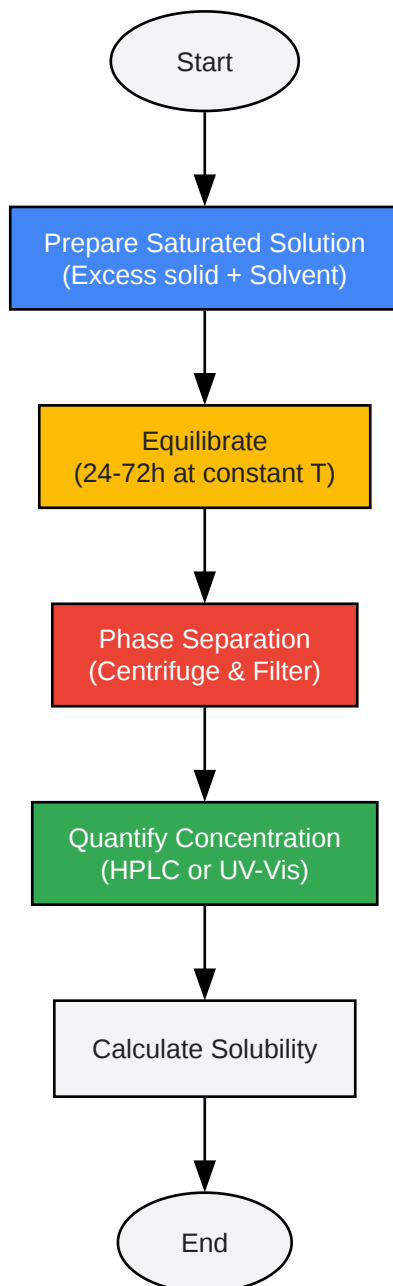 Start
Prepare Saturated Solution
(Excess solid + Solvent)
Equilibrate
(24-72h at constant T)
Phase Separation
(Centrifuge & Filter)
Quantify Concentration
(HPLC or UV-Vis)
Calculate Solubility
End